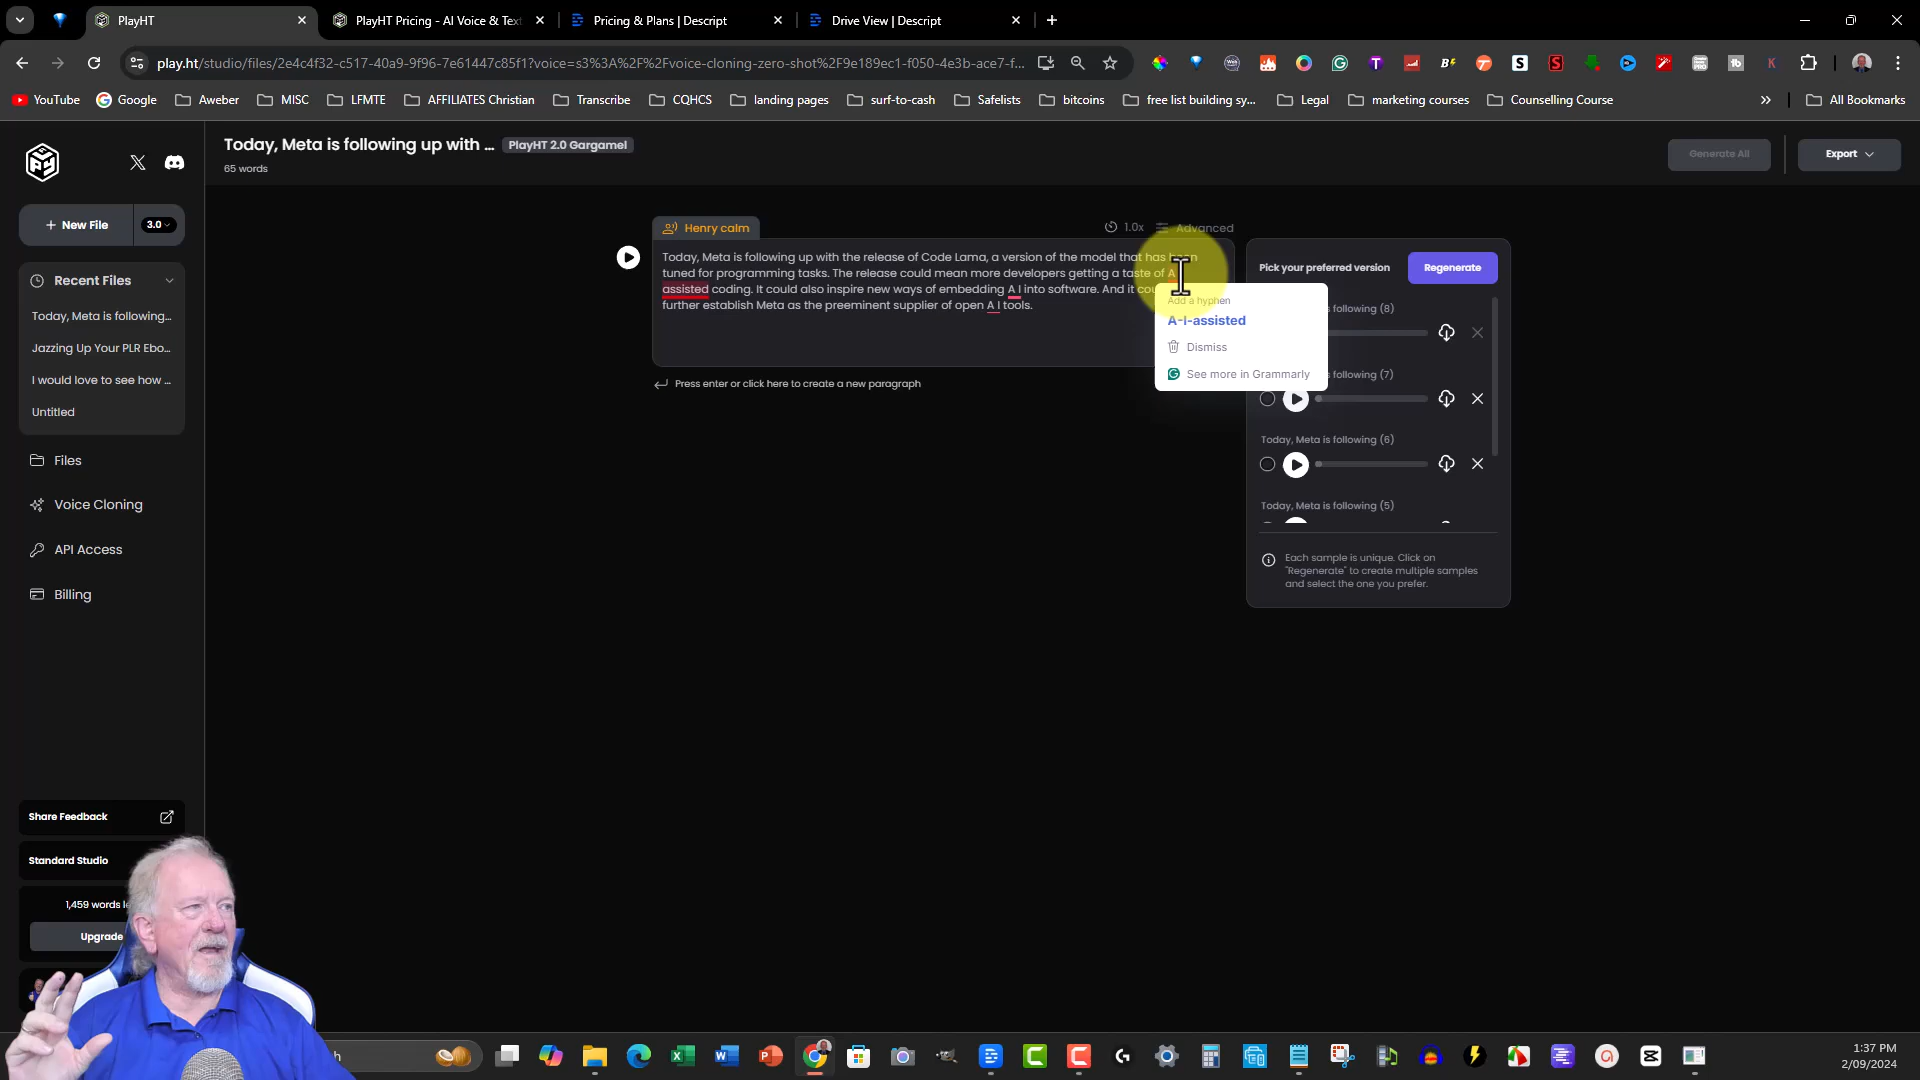 PlayHT
PlayHT Pricing - AI Voice & Text
Pricing & Plans | Descript
Drive View | Descript
play.ht/studio/files/2e4c4f32-c517-40a9-9f96-7e61447c85f1?voice=s3%3A%2F%2Fvoice-cloning-zero-shot%2F9e189ec1-f050-4e3b-ace7-f...
YouTube
Google
Aweber
MISC
LFMTE
AFFILIATES Christian
Transcribe
CQHCS
landing pages
surf-to-cash
Safelists
bitcoins
free list building sy...
Legal
marketing courses
Counselling Course
All Bookmarks
Today, Meta is following up with ...
PlayHT 2.0 Gargamel
65 words
Generate All
Export
New File
3.0
Recent Files
Today, Meta is following...
Jazzing Up Your PLR Ebo...
I would love to see how ...
Untitled
Files
Voice Cloning
API Access
Billing
Share Feedback
Standard Studio
1,459 words
Upgrade
Henry calm
1.0x
Advanced
Today, Meta is following up with the release of Code Lama, a version of the model that has been
tuned for programming tasks. The release could mean more developers getting a taste of A
assisted coding. It could also inspire new ways of embedding A I into software. And it
further establish Meta as the preeminent supplier of open A I tools.
Press enter or click here to create a new paragraph
Add a hyphen
A-I-assisted
Dismiss
See more in Grammarly
Pick your preferred version
Regenerate
s following (8)
following (7)
Today, Meta is following (6)
Today, Meta is following (5)
Each sample is unique. Click on
"Regenerate" to create multiple samples
and select the one you prefer.
1:37 PM
2/09/2024